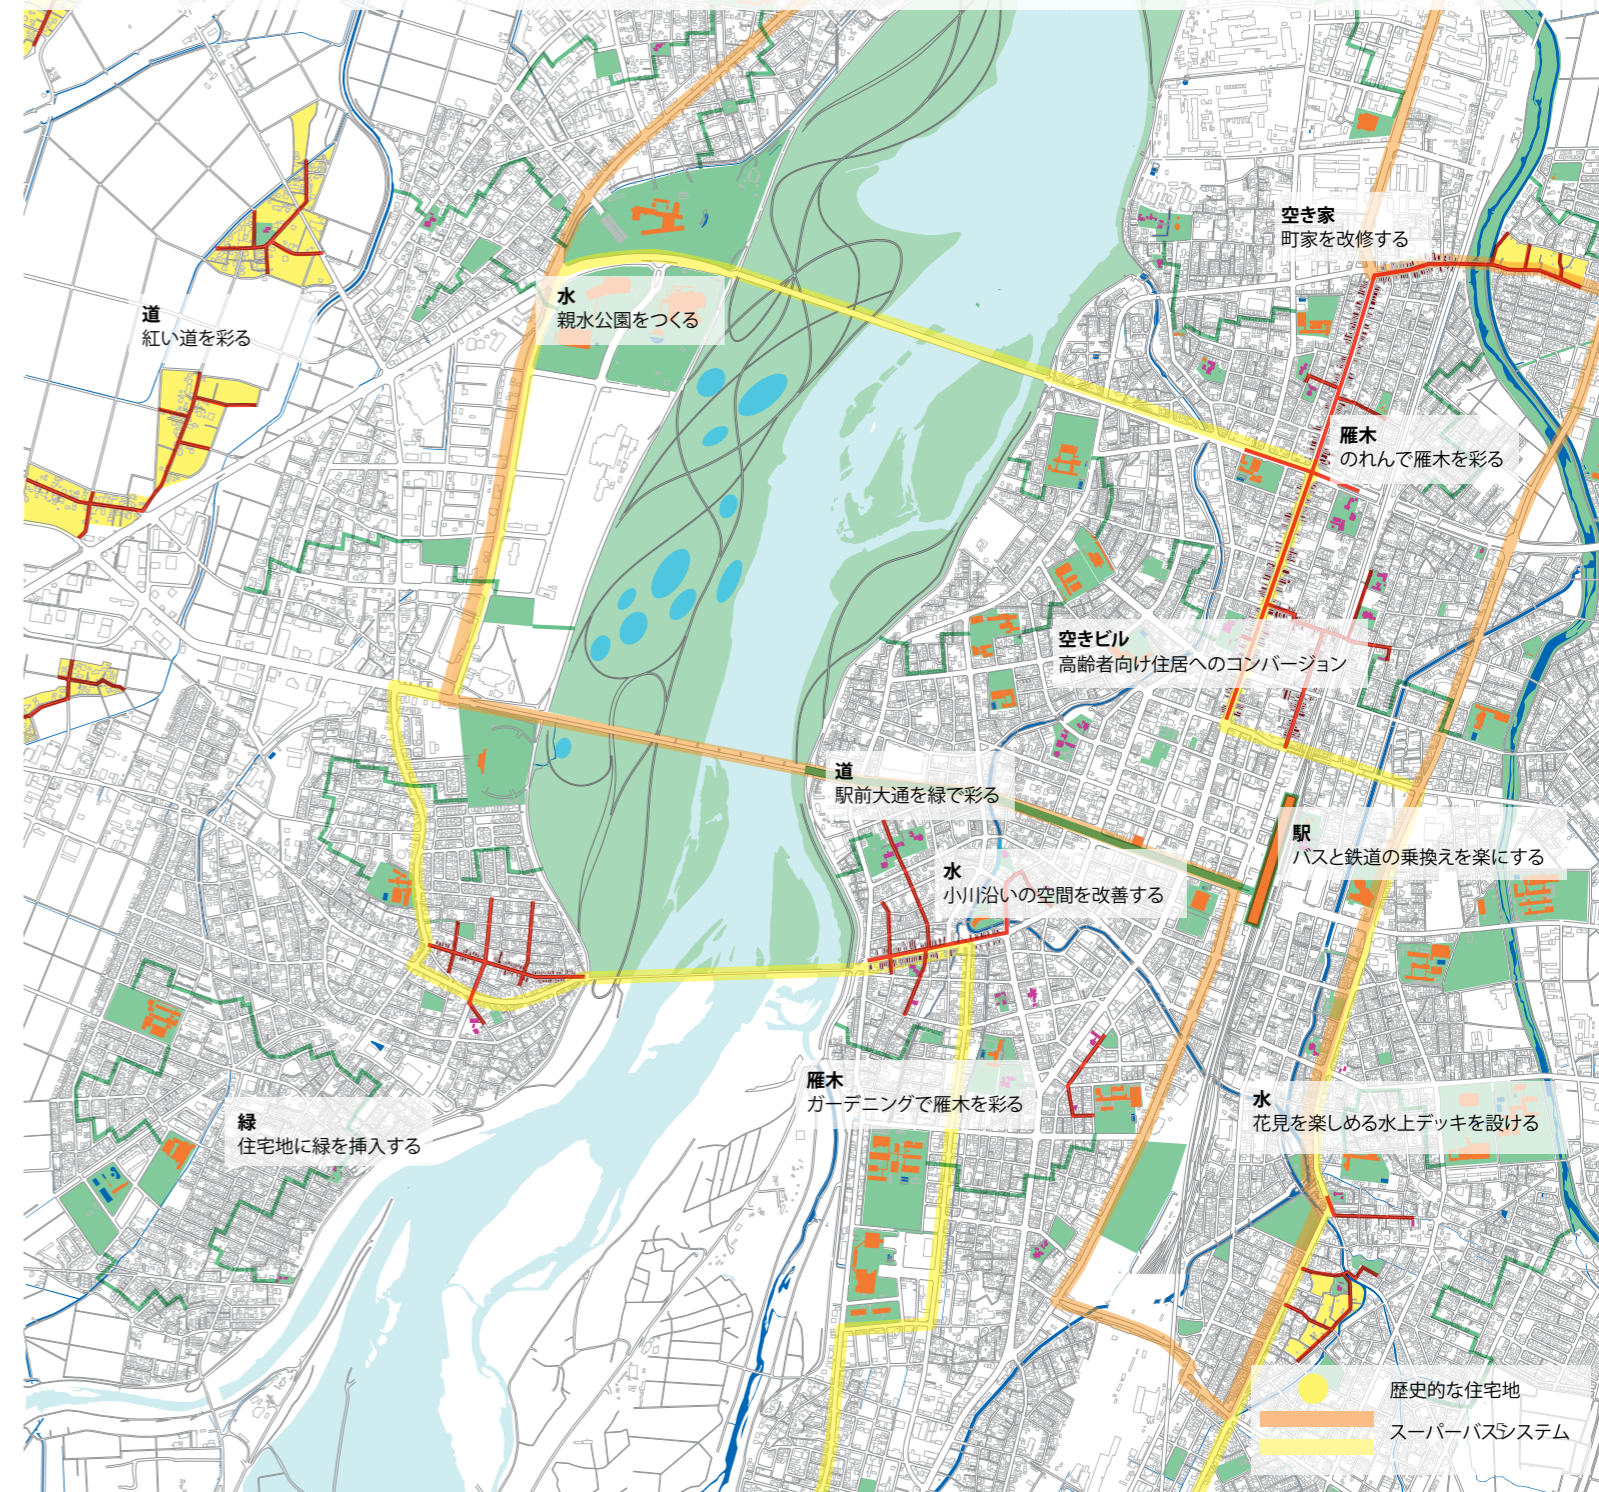 空き家
町家を改修する
水
親水公園をつくる
道
紅い道を彩る
雁木
のれんで雁木を彩る
空きビル
高齢者向け住居へのコンバージョン
道
駅前大通を緑で彩る
駅
バスと鉄道の乗換えを楽にする
水
小川沿いの空間を改善する
雁木
ガーデニングで雁木を彩る
水
花見を楽しめる水上デッキを設ける
緑
住宅地に緑を挿入する
歴史的な住宅地
スーパーバスシステム
5